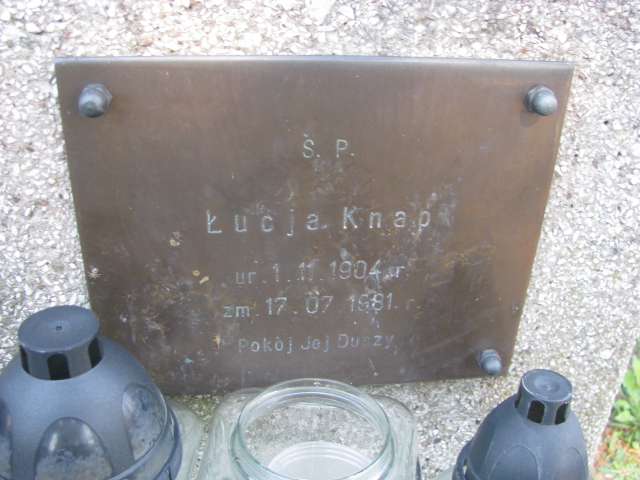 Ś. P.
Łucja Knap
ur. 1. 11. 1904. r.
zm. 17. 07 1981. r.
Pokój Jej Duszy